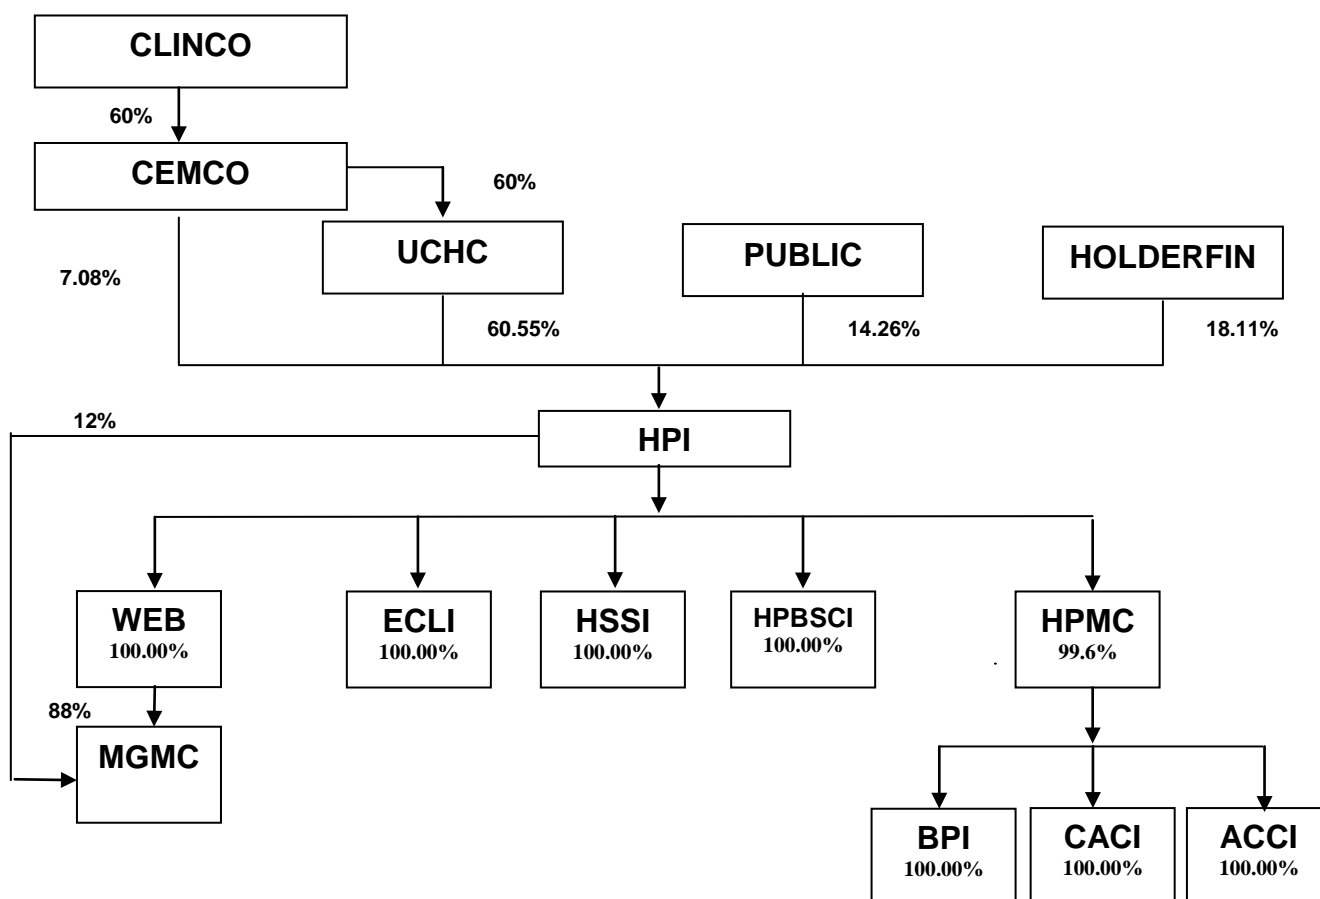 CLINCO
60%
CEMCO
60%
UCHC
PUBLIC
HOLDERFIN
7.08%
60.55%
14.26%
18.11%
12%
HPI
WEB
100.00%
ECLI
100.00%
HSSI
100.00%
HPBSCI
100.00%
HPMC
99.6%
88%
MGMC
BPI
100.00%
CACI
100.00%
ACCI
100.00%